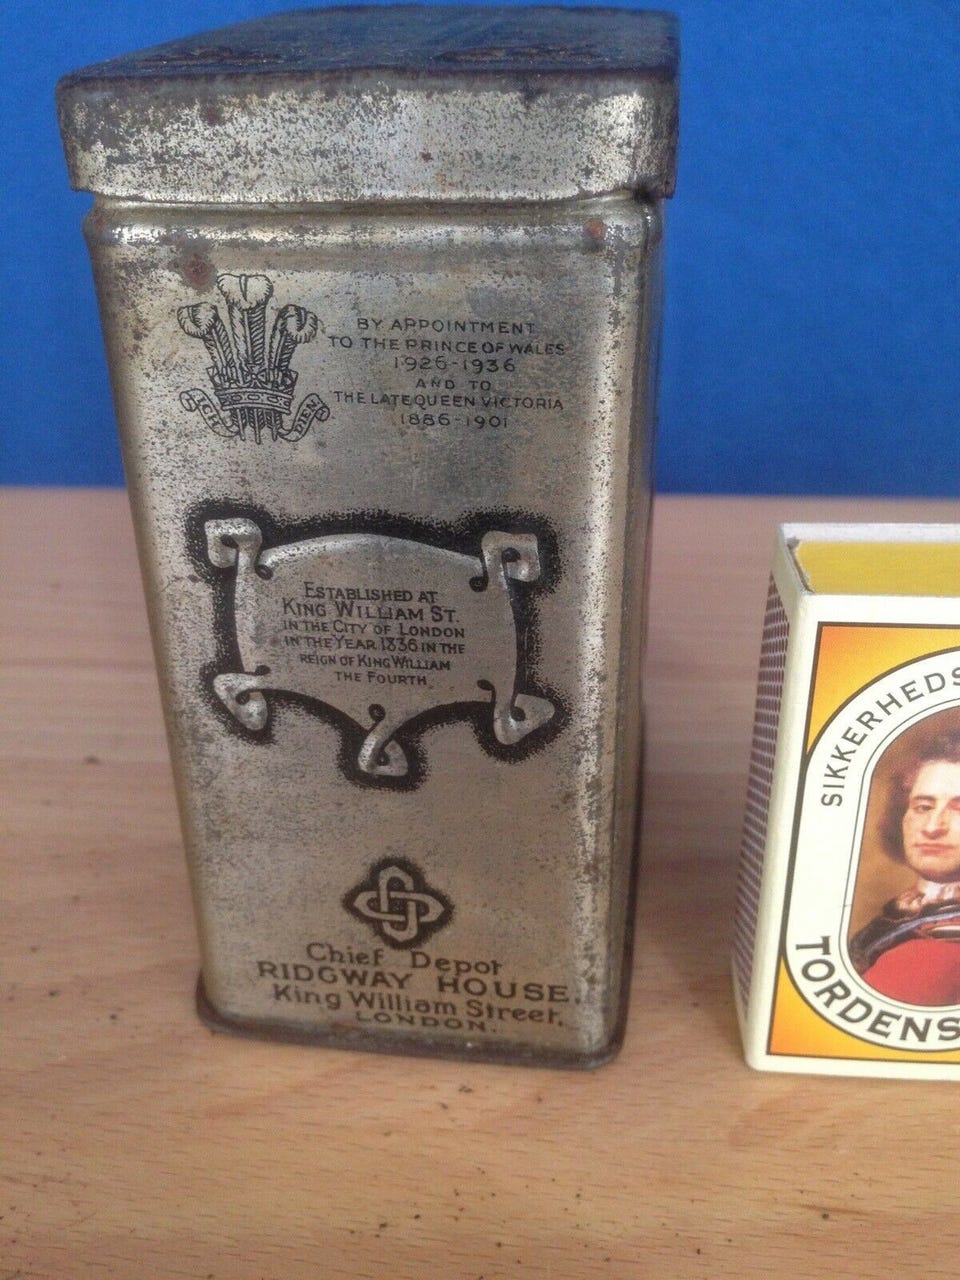 BY APPOINTMENT
TO THE PRINCE OF WALES
1926-1936
AND TO
THE LATE QUEEN VICTORIA
1886-1901
ICH DIEN
ESTABLISHED AT
KING WILLIAM ST.
IN THE CITY OF LONDON
IN THE YEAR 1836 IN THE
REIGN OF KING WILLIAM
THE FOURTH
Chief Depot
RIDGWAY HOUSE.
King William Street,
LONDON.
SIKKERHEDS
TORDENS